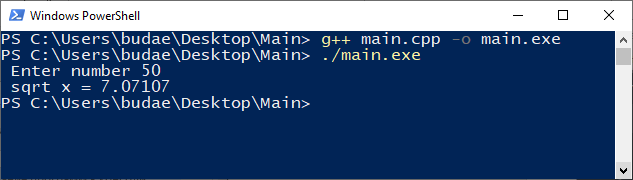 Windows PowerShell
PS C:\Users\budae\Desktop\Main> g++ main.cpp -o main.exe
PS C:\Users\budae\Desktop\Main> ./main.exe
Enter number 50
sqrt x = 7.07107
PS C:\Users\budae\Desktop\Main>